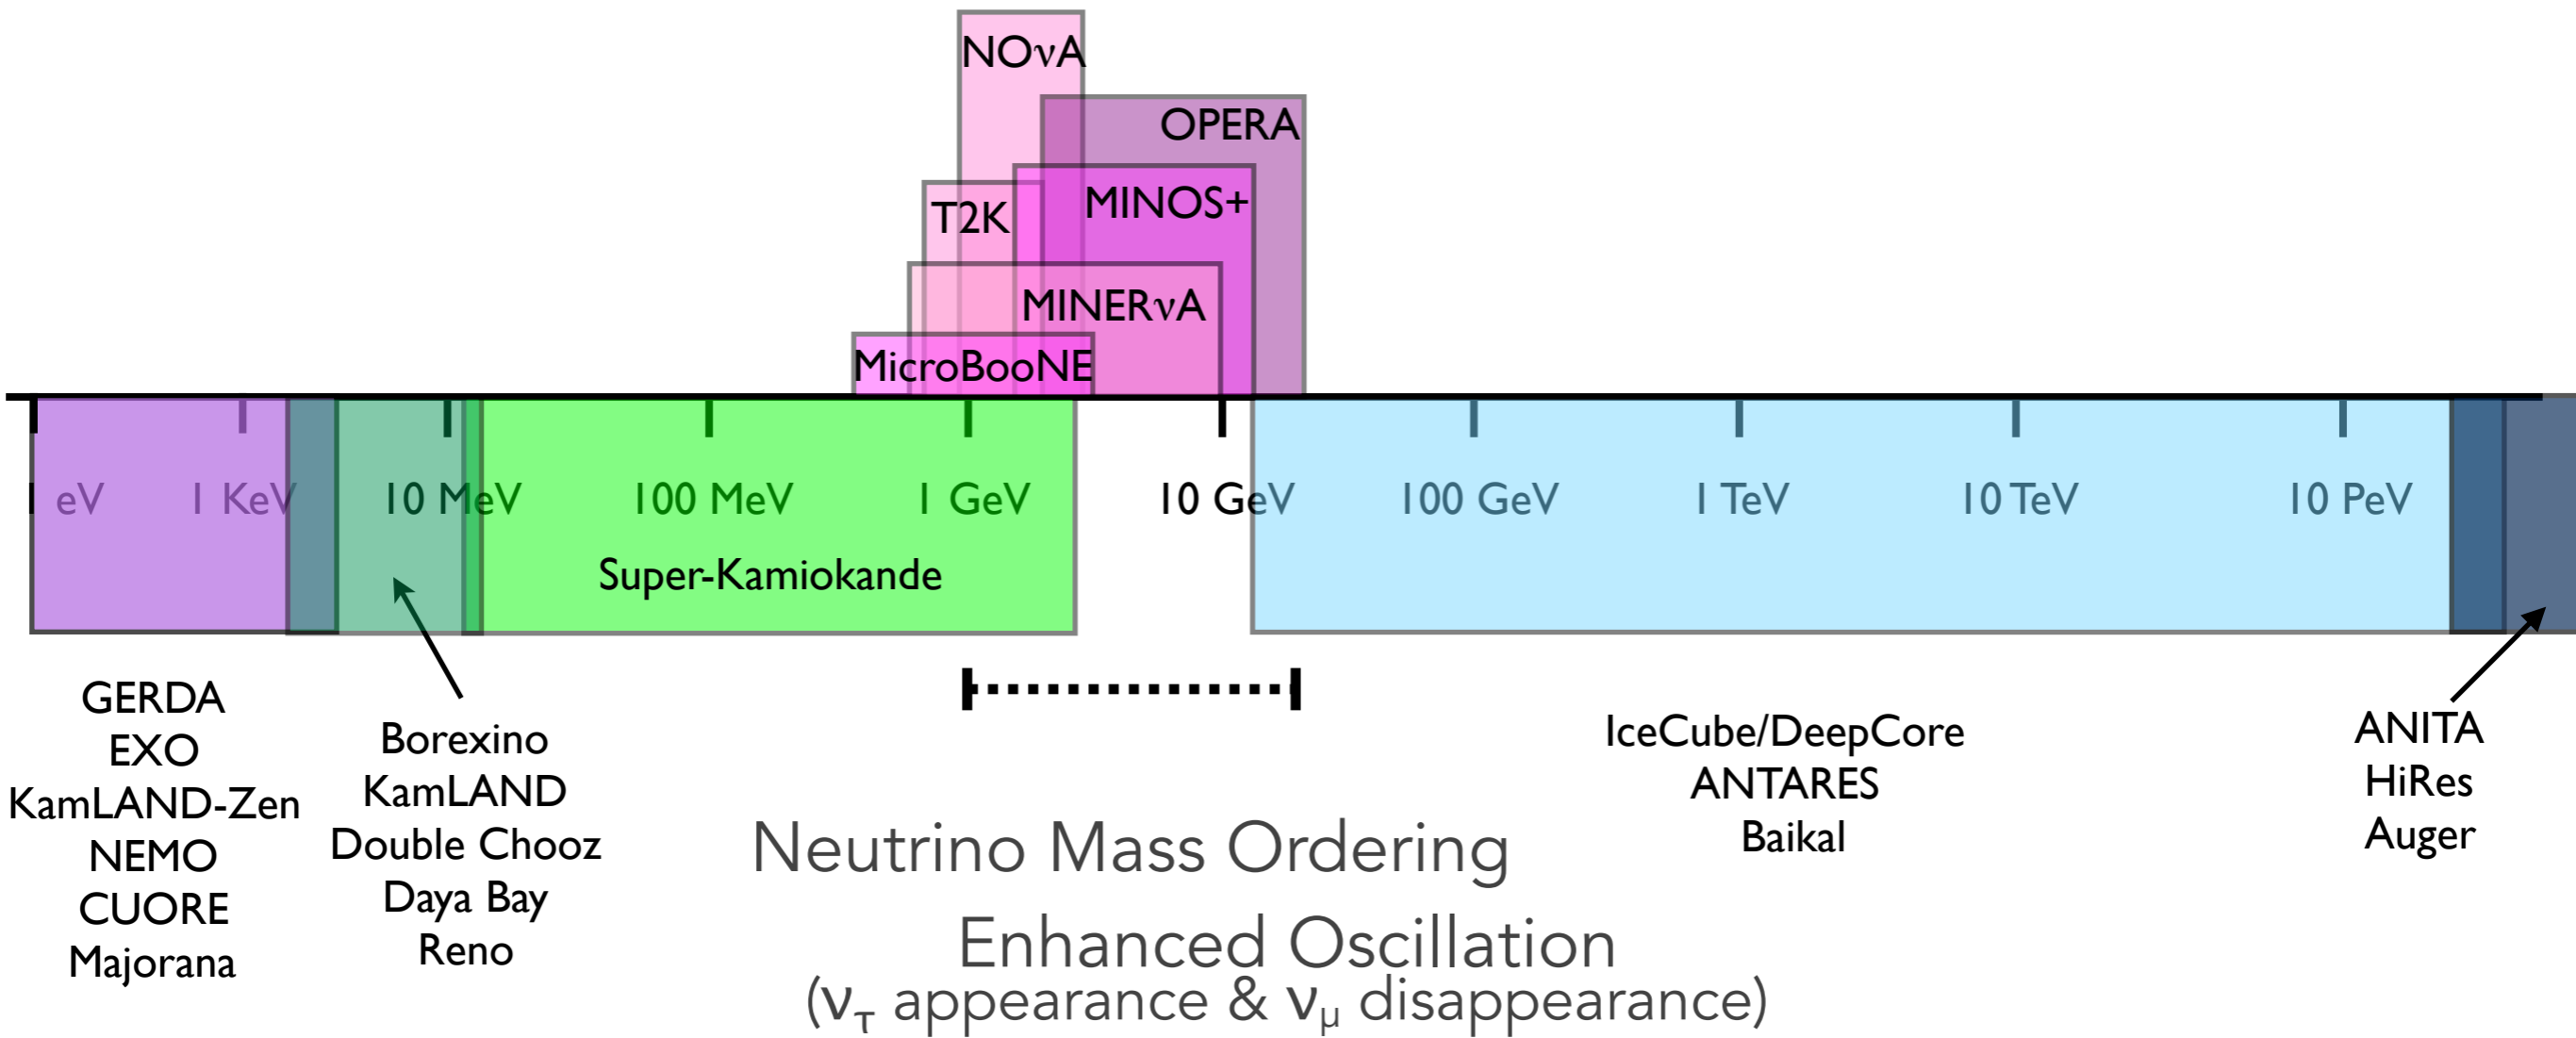 NOνA
OPERA
MINOS+
T2K
MINERνA
MicroBooNE
1 eV
1 KeV
10 MeV
100 MeV
1 GeV
10 GeV
100 GeV
1 TeV
10 TeV
10 PeV
Super-Kamiokande
GERDA
EXO
KamLAND-Zen
NEMO
CUORE
Majorana
Borexino
KamLAND
Double Chooz
Daya Bay
Reno
Neutrino Mass Ordering
Enhanced Oscillation
(ντ appearance & νμ disappearance)
IceCube/DeepCore
ANTARES
Baikal
ANITA
HiRes
Auger